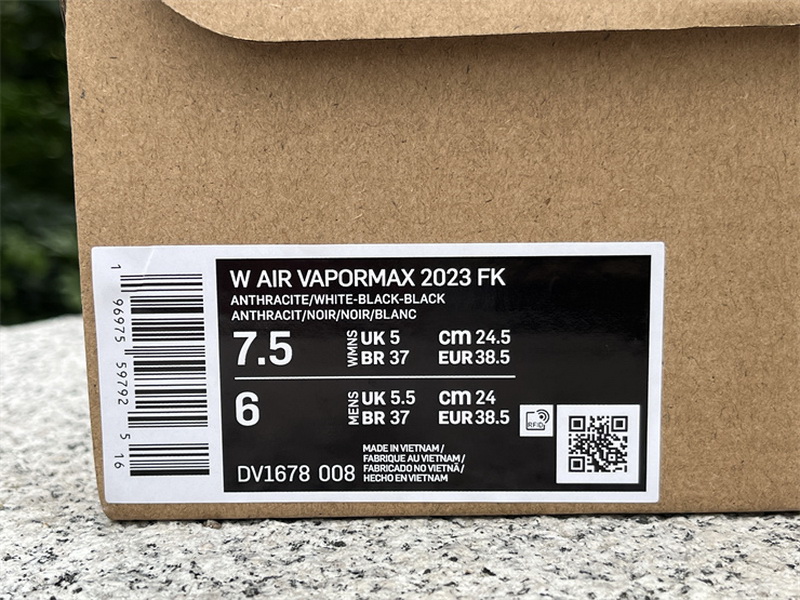 W AIR VAPORMAX 2023 FK
ANTHRACITE/WHITE-BLACK-BLACK
ANTHRACIT/NOIR/NOIR/BLANC
7.5 WMNS UK 5 cm 24.5
BR 37 EUR 38.5
6 MENS UK 5.5 cm 24
BR 37 EUR 38.5
RFID
DV1678 008
MADE IN VIETNAM /
FABRIQUE AU VIETNAM /
FABRICADO NO VIETNÃ /
HECHO EN VIETNAM
1 96975 59792 5 16